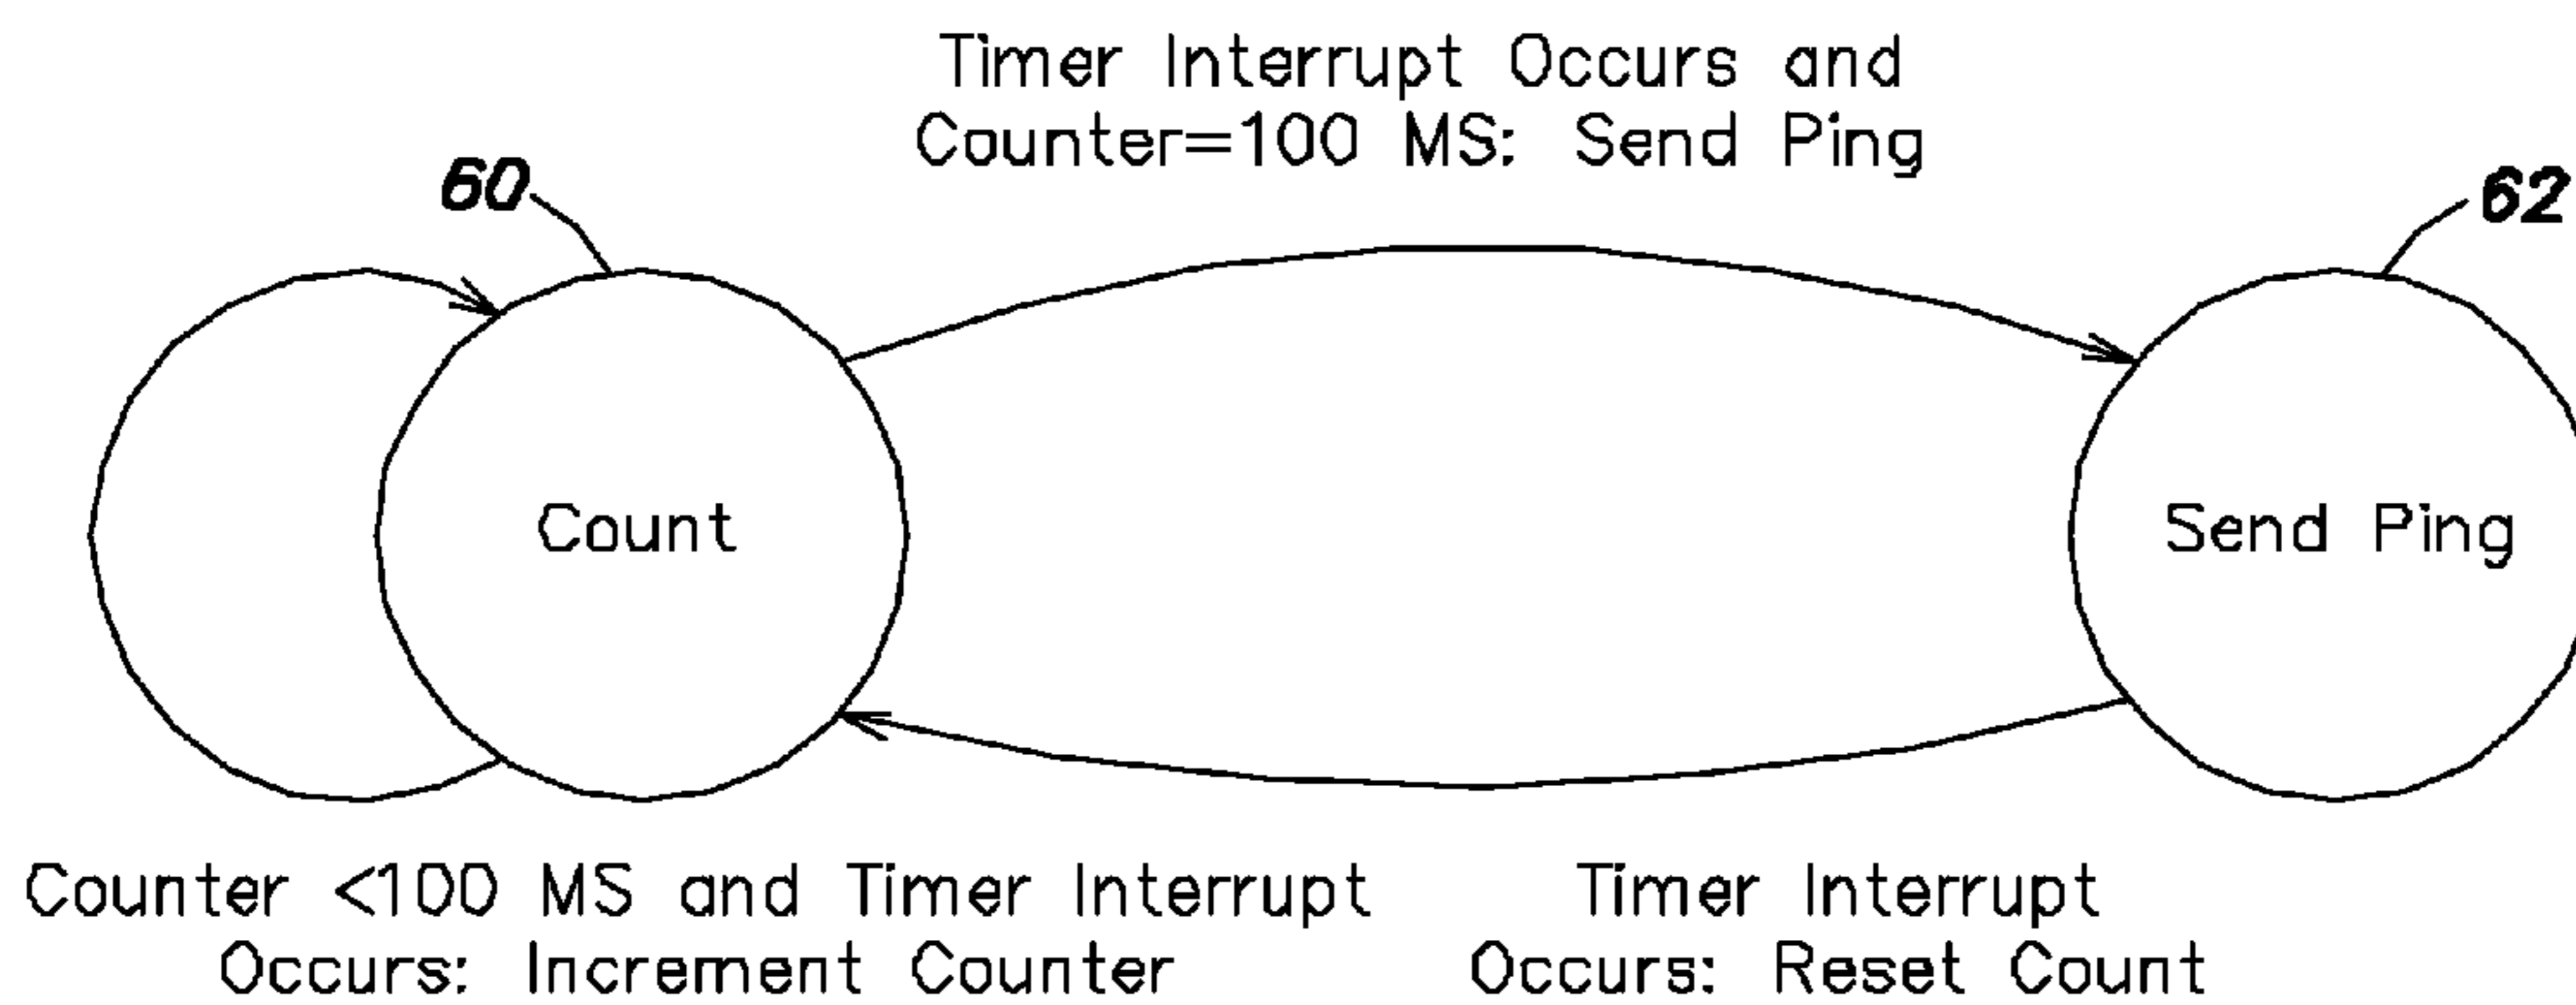 Timer Interrupt Occurs and
Counter=100 MS: Send Ping
60
62
Count
Send Ping
Counter <100 MS and Timer Interrupt
Occurs: Increment Counter
Timer Interrupt
Occurs: Reset Count